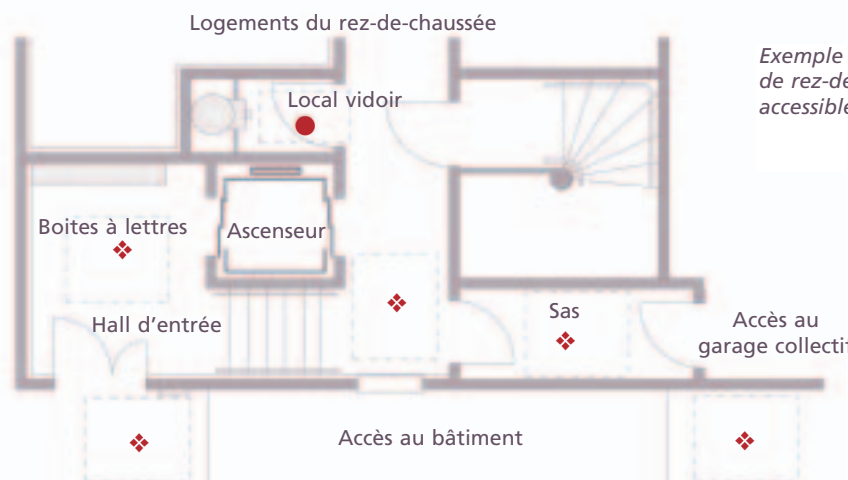 Logements du rez-de-chaussée
Exemple
de rez-de
accessible
Local vidoir
Boites à lettres
Ascenseur
Hall d'entrée
Sas
Accès au
garage collectif
Accès au bâtiment